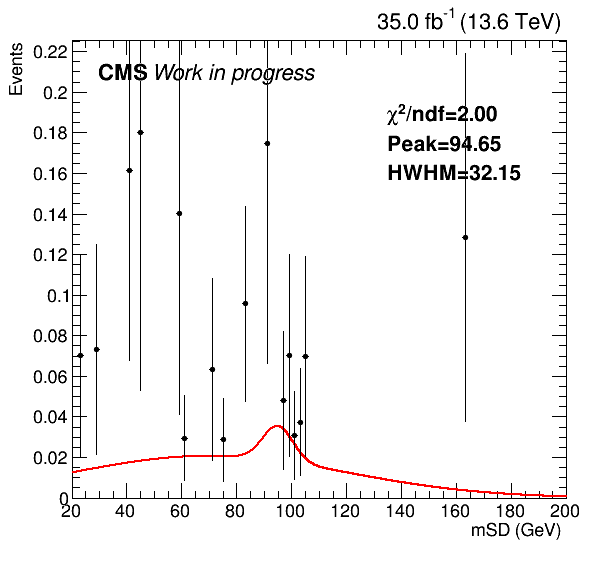 35.0 fb-1 (13.6 TeV)
Events
CMS Work in progress
χ2/ndf=2.00
Peak=94.65
HWHM=32.15
0.22
0.2
0.18
0.16
0.14
0.12
0.1
0.08
0.06
0.04
0.02
0
20 40 60 80 100 120 140 160 180 200
mSD (GeV)